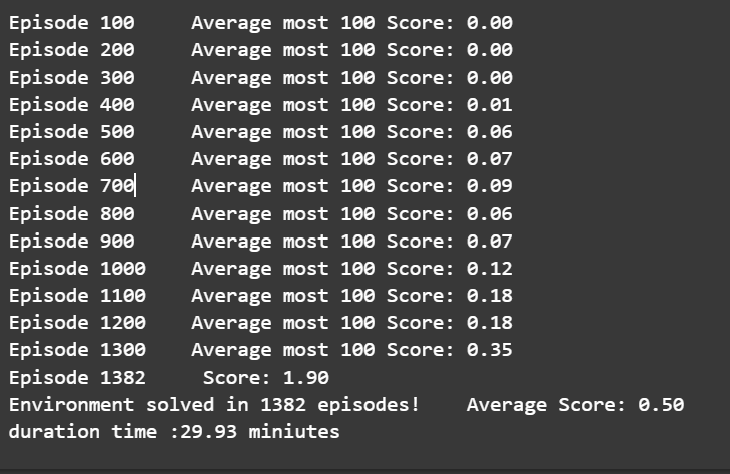 Episode 100 Average most 100 Score: 0.00
Episode 200 Average most 100 Score: 0.00
Episode 300 Average most 100 Score: 0.00
Episode 400 Average most 100 Score: 0.01
Episode 500 Average most 100 Score: 0.06
Episode 600 Average most 100 Score: 0.07
Episode 700 Average most 100 Score: 0.09
Episode 800 Average most 100 Score: 0.06
Episode 900 Average most 100 Score: 0.07
Episode 1000 Average most 100 Score: 0.12
Episode 1100 Average most 100 Score: 0.18
Episode 1200 Average most 100 Score: 0.18
Episode 1300 Average most 100 Score: 0.35
Episode 1382 Score: 1.90
Environment solved in 1382 episodes! Average Score: 0.50
duration time :29.93 miniutes